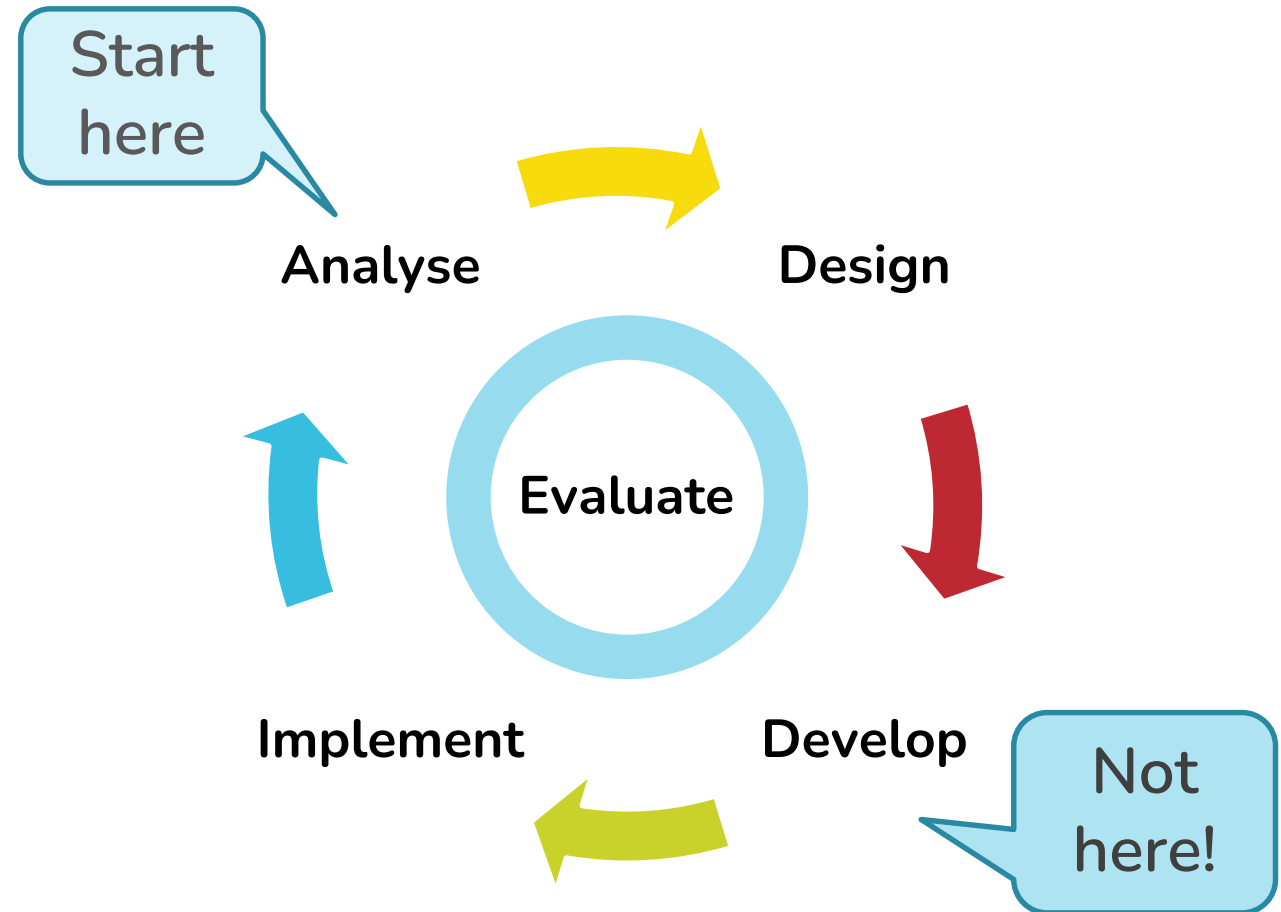 Start
here
Analyse
Design
Evaluate
Implement
Develop
Not
here!